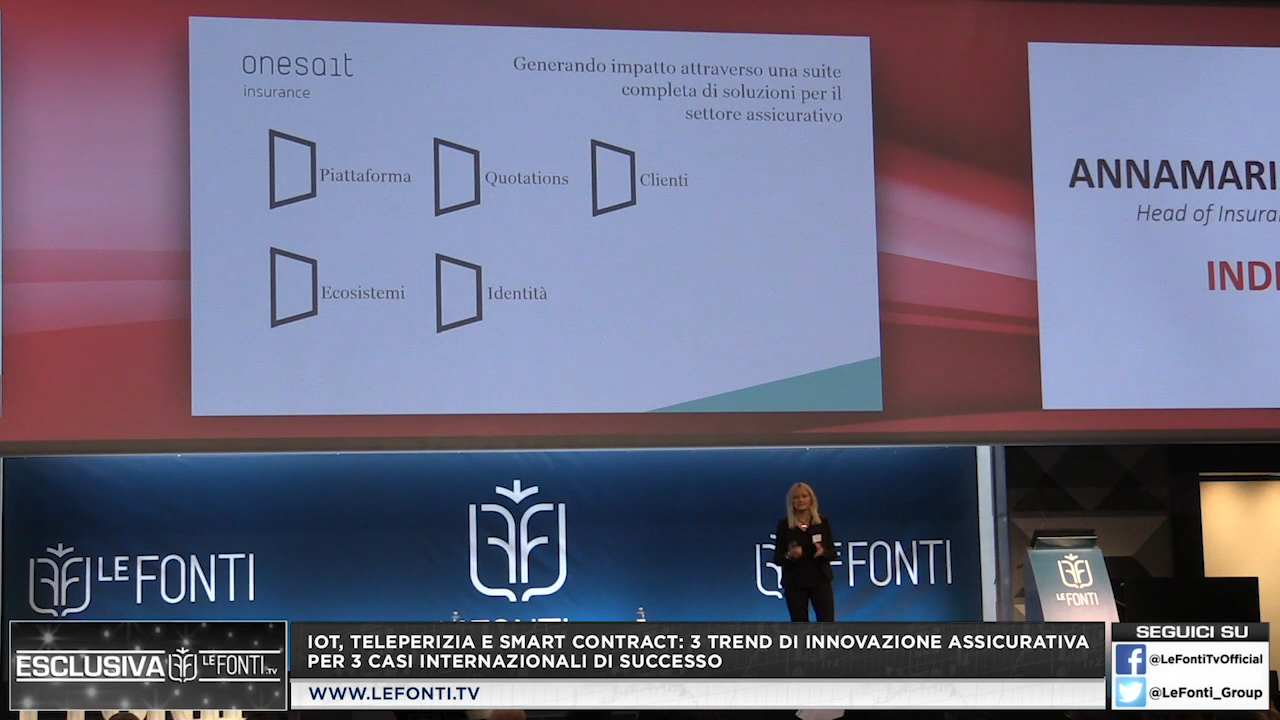 onesait
insurance
Generando impatto attraverso una suite
completa di soluzioni per il
settore assicurativo
Piattaforma
Quotations
Clienti
Ecosistemi
Identità
ANNAMARI
Head of Insura
INDI
LE FONTI
FONTI
LE FONTI
IOT, TELEPERIZIA E SMART CONTRACT: 3 TREND DI INNOVAZIONE ASSICURATIVA
PER 3 CASI INTERNAZIONALI DI SUCCESSO
WWW.LEFONTI.TV
ESCLUSIVA LE FONTI.TV
SEGUICI SU
@LeFontiTvOfficial
@LeFonti_Group